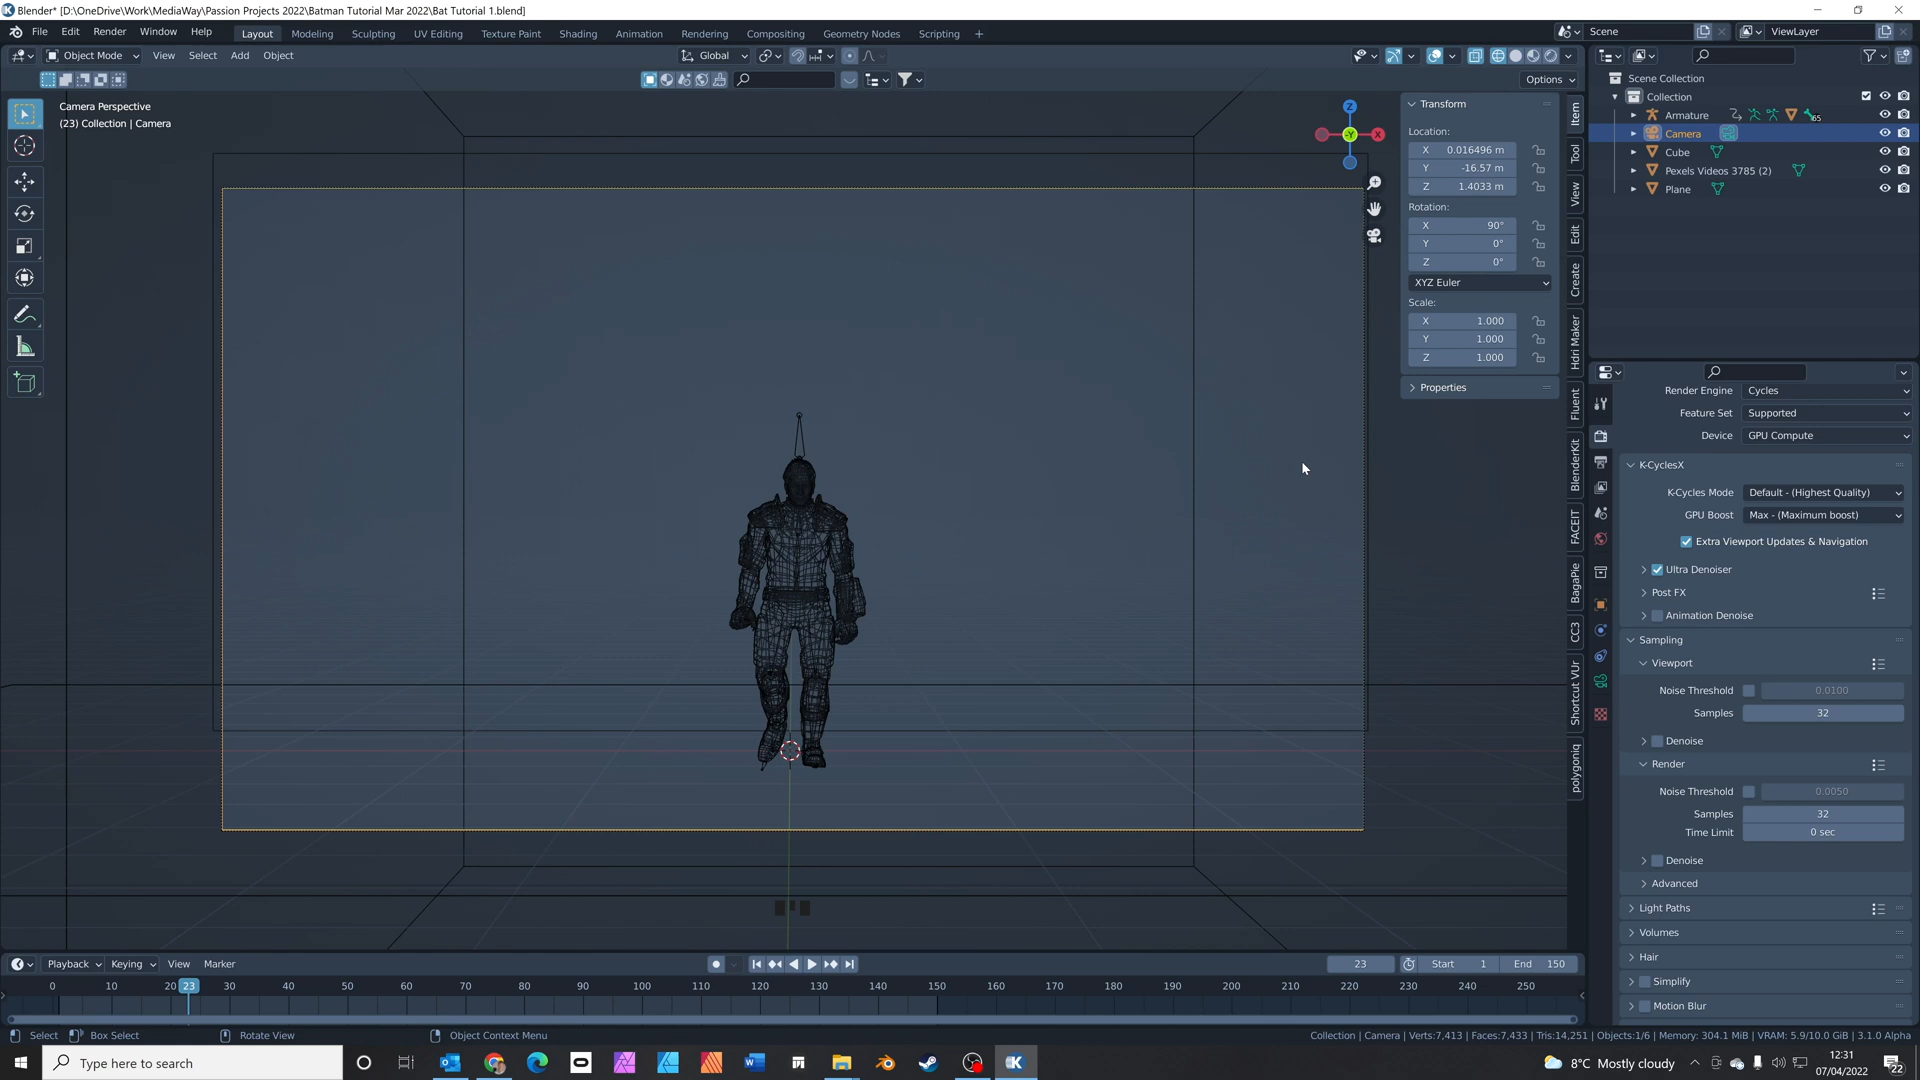 Blender* [D:\OneDrive\Work\MediaWay\Passion Projects 2022\Batman Tutorial Mar 2022\Bat Tutorial 1.blend]
File Edit Render Window Help Layout Modeling Sculpting UV Editing Texture Paint Shading Animation Rendering Compositing Geometry Nodes Scripting + Scene ViewLayer
Object Mode View Select Add Object Global
Options
Camera Perspective
(23) Collection | Camera
Z
-Y
X
Transform
Location:
X 0.016496 m
Y -16.57 m
Z 1.4033 m
Rotation:
X 90°
Y 0°
Z 0°
XYZ Euler
Scale:
X 1.000
Y 1.000
Z 1.000
Properties
Item
Tool
View
Edit
Create
Hdri Maker
Fluent
BlenderKit
FACEIT
BagaPie
CC3
Shortcut VUr
polygoniq
Scene Collection
Collection
Armature 65
Camera
Cube
Pexels Videos 3785 (2)
Plane
Render Engine Cycles
Feature Set Supported
Device GPU Compute
K-CyclesX
K-Cycles Mode Default - (Highest Quality)
GPU Boost Max - (Maximum boost)
Extra Viewport Updates & Navigation
Ultra Denoiser
Post FX
Animation Denoise
Sampling
Viewport
Noise Threshold 0.0100
Samples 32
Denoise
Render
Noise Threshold 0.0050
Samples 32
Time Limit 0 sec
Denoise
Advanced
Light Paths
Volumes
Hair
Simplify
Motion Blur
Playback Keying View Marker 23 Start 1 End 150
0 10 20 23 30 40 50 60 70 80 90 100 110 120 130 140 150 160 170 180 190 200 210 220 230 240 250
Select Box Select Rotate View Object Context Menu Collection | Camera | Verts:7,413 | Faces:7,433 | Tris:14,251 | Objects:1/6 | Memory: 304.1 MiB | VRAM: 5.9/10.0 GiB | 3.1.0 Alpha
Type here to search 8°C Mostly cloudy 12:31
07/04/2022 22